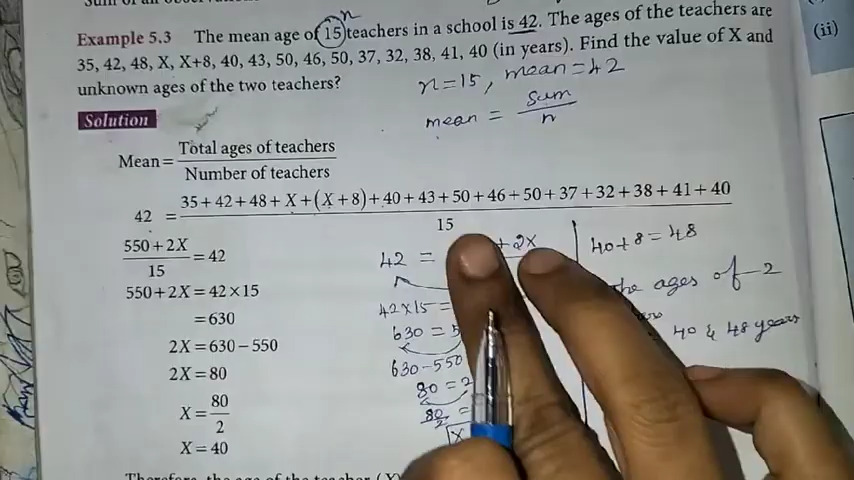 n
Example 5.3 The mean age of 15 teachers in a school is 42. The ages of the teachers are
35, 42, 48, X, X+8, 40, 43, 50, 46, 50, 37, 32, 38, 41, 40 (in years). Find the value of X and
unknown ages of the two teachers?
(ii)
n=15, mean=42
Solution
mean = sum/n
Mean = Total ages of teachers/Number of teachers
42 = 35+42+48+X+(X+8)+40+43+50+46+50+37+32+38+41+40/15
550+2X/15 = 42
42 = +2X
40+8=48
550+2X = 42×15
the ages of 2
= 630
42×15 =
630 =
40 & 48 years
2X = 630−550
630−550
2X = 80
80 = 2
X = 80/2
80/2 =
X = 40
X